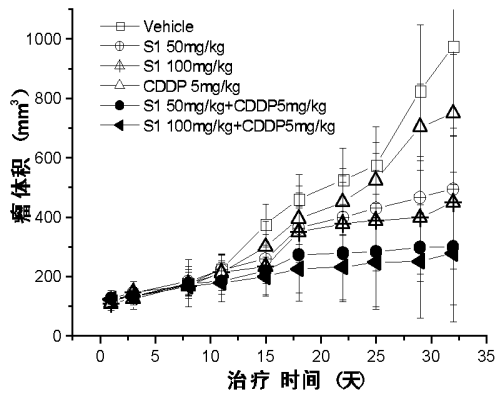 Vehicle
S1 50mg/kg
S1 100mg/kg
CDDP 5mg/kg
S1 50mg/kg+CDDP5mg/kg
S1 100mg/kg+CDDP5mg/kg
瘤体积 (mm³)
1000
800
600
400
200
0
0 5 10 15 20 25 30 35
治疗 时间 (天)